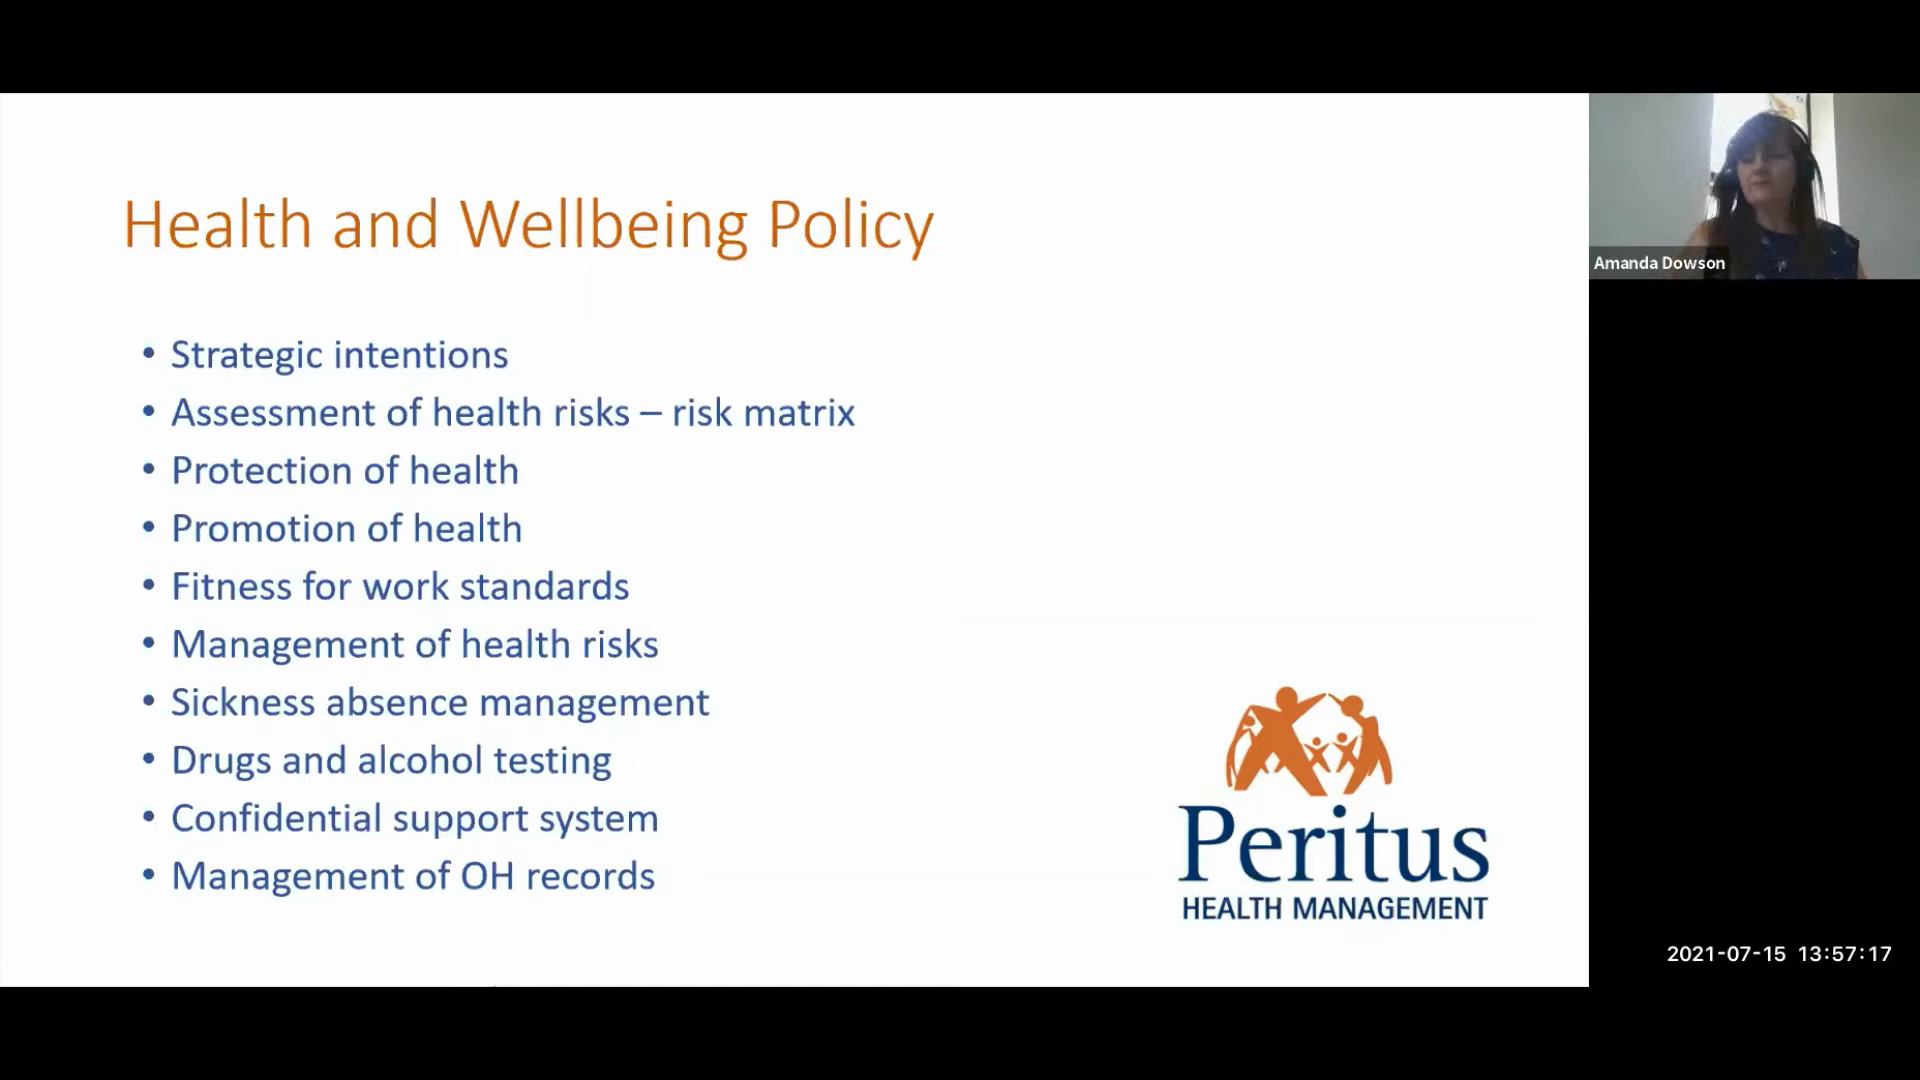 Health and Wellbeing Policy
• Strategic intentions
• Assessment of health risks – risk matrix
• Protection of health
• Promotion of health
• Fitness for work standards
• Management of health risks
• Sickness absence management
• Drugs and alcohol testing
• Confidential support system
• Management of OH records
Peritus
HEALTH MANAGEMENT
Amanda Dowson
2021-07-15 13:57:17